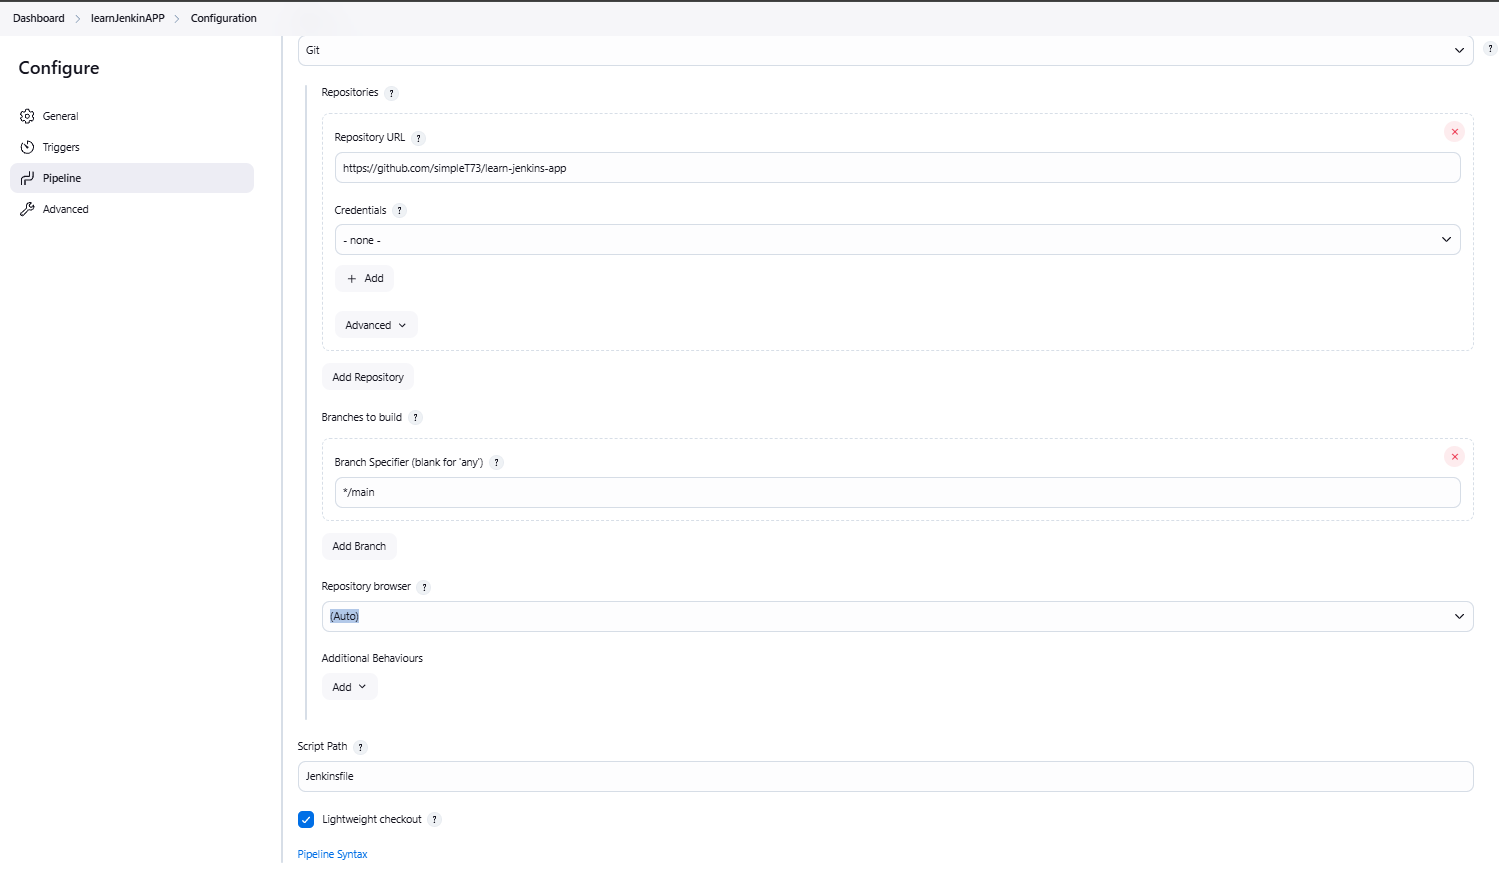 Dashboard > learnJenkinAPP > Configuration
Configure
General
Triggers
Pipeline
Advanced
Git
?
Repositories ?
Repository URL ?
https://github.com/simpleT73/learn-jenkins-app
Credentials ?
- none -
+ Add
Advanced
Add Repository
Branches to build ?
Branch Specifier (blank for 'any') ?
*/main
Add Branch
Repository browser ?
(Auto)
Additional Behaviours
Add
Script Path ?
Jenkinsfile
Lightweight checkout ?
Pipeline Syntax